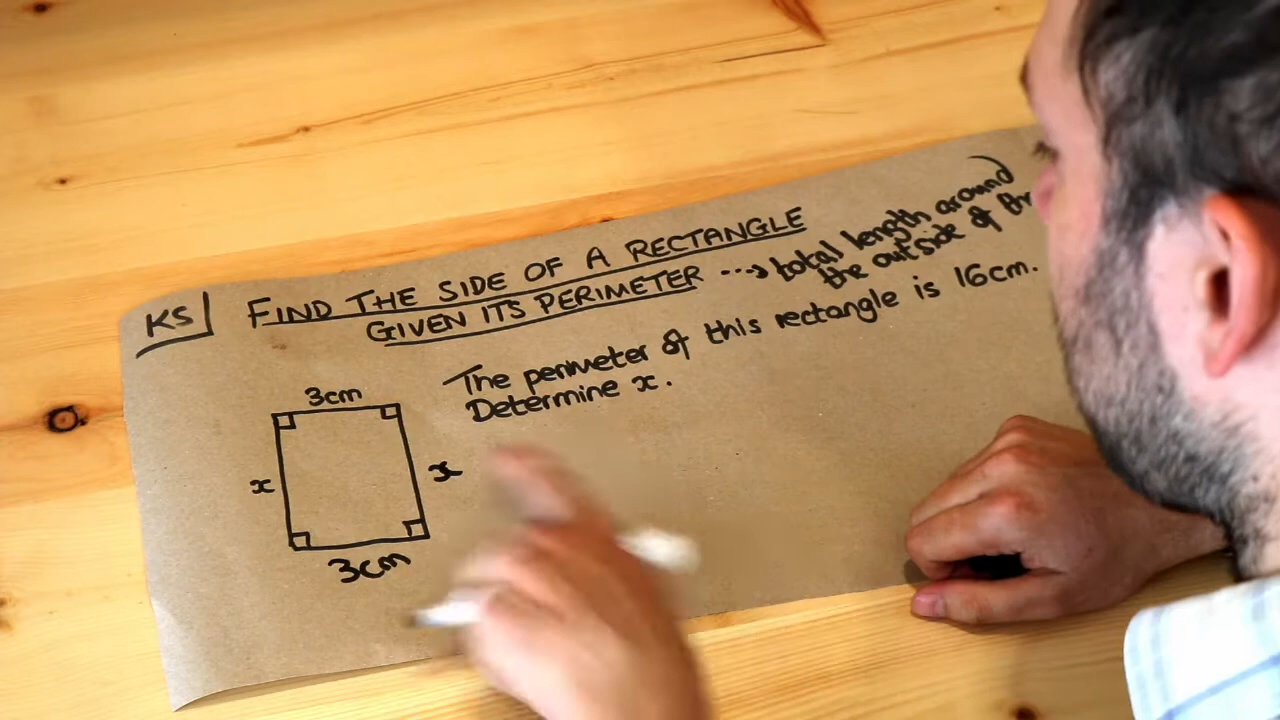 KS
FIND THE SIDE OF A RECTANGLE
GIVEN ITS PERIMETER ---> total length around
the outside of
The perimeter of this rectangle is 16cm.
Determine x.
3cm
x
x
3cm